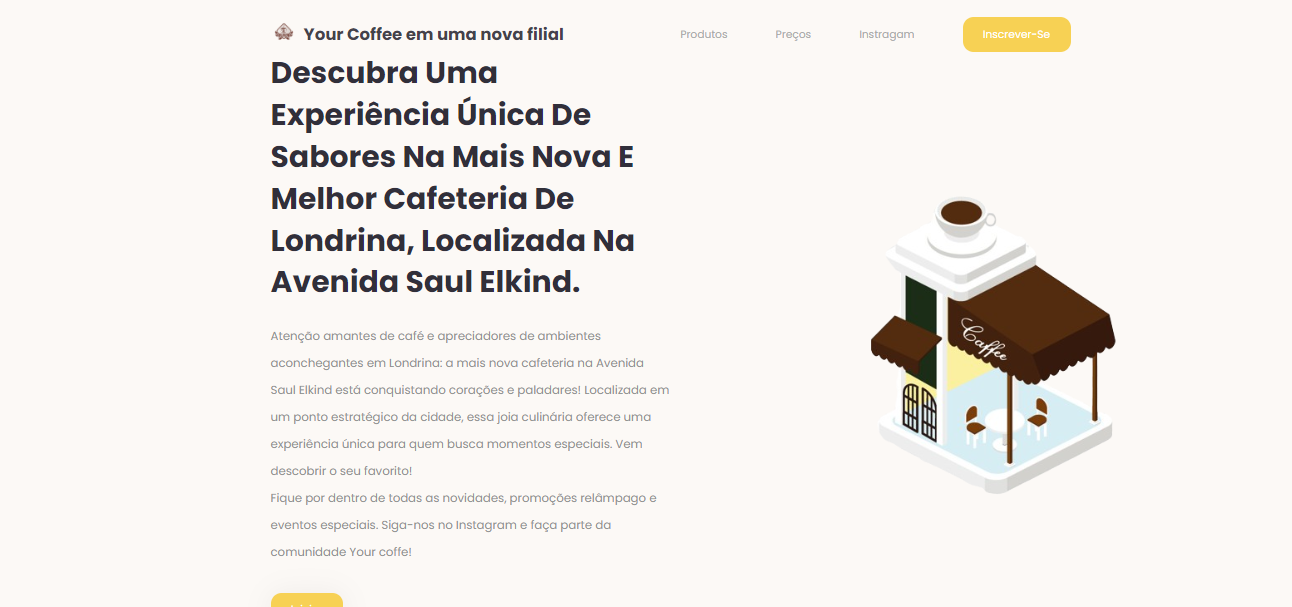 Your Coffee em uma nova filial
Produtos
Preços
Instragam
Inscrever-Se
Descubra Uma
Experiência Única De
Sabores Na Mais Nova E
Melhor Cafeteria De
Londrina, Localizada Na
Avenida Saul Elkind.
Atenção amantes de café e apreciadores de ambientes
aconchegantes em Londrina: a mais nova cafeteria na Avenida
Saul Elkind está conquistando corações e paladares! Localizada em
um ponto estratégico da cidade, essa joia culinária oferece uma
experiência única para quem busca momentos especiais. Vem
descobrir o seu favorito!
Fique por dentro de todas as novidades, promoções relâmpago e
eventos especiais. Siga-nos no Instagram e faça parte da
comunidade Your coffe!
Caffee